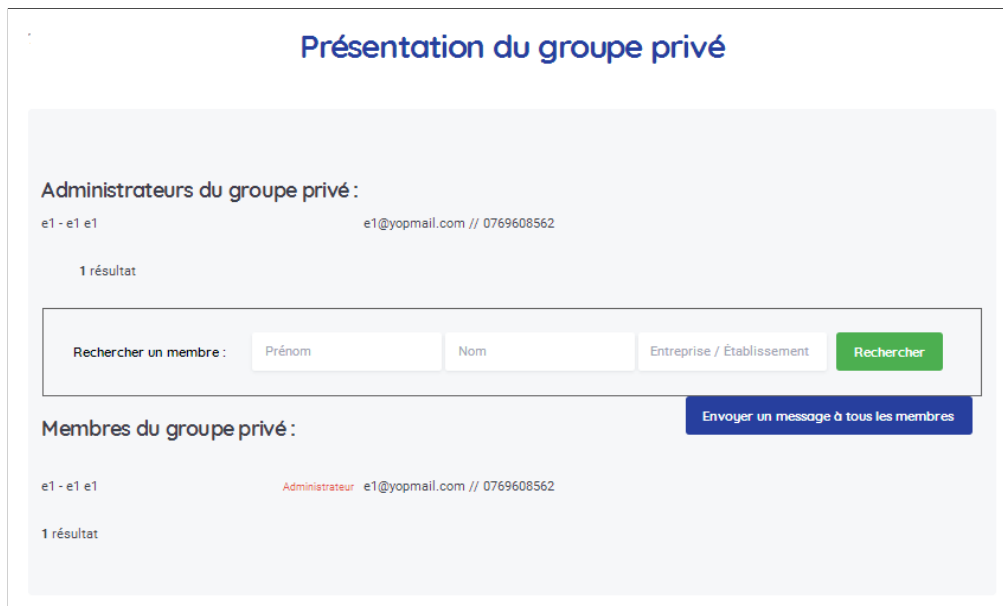 Présentation du groupe privé
Administrateurs du groupe privé :
e1 - e1 e1 e1@yopmail.com // 0769608562
1 résultat
Rechercher un membre : Prénom Nom Entreprise / Établissement Rechercher
Envoyer un message à tous les membres
Membres du groupe privé :
e1 - e1 e1 Administrateur e1@yopmail.com // 0769608562
1 résultat